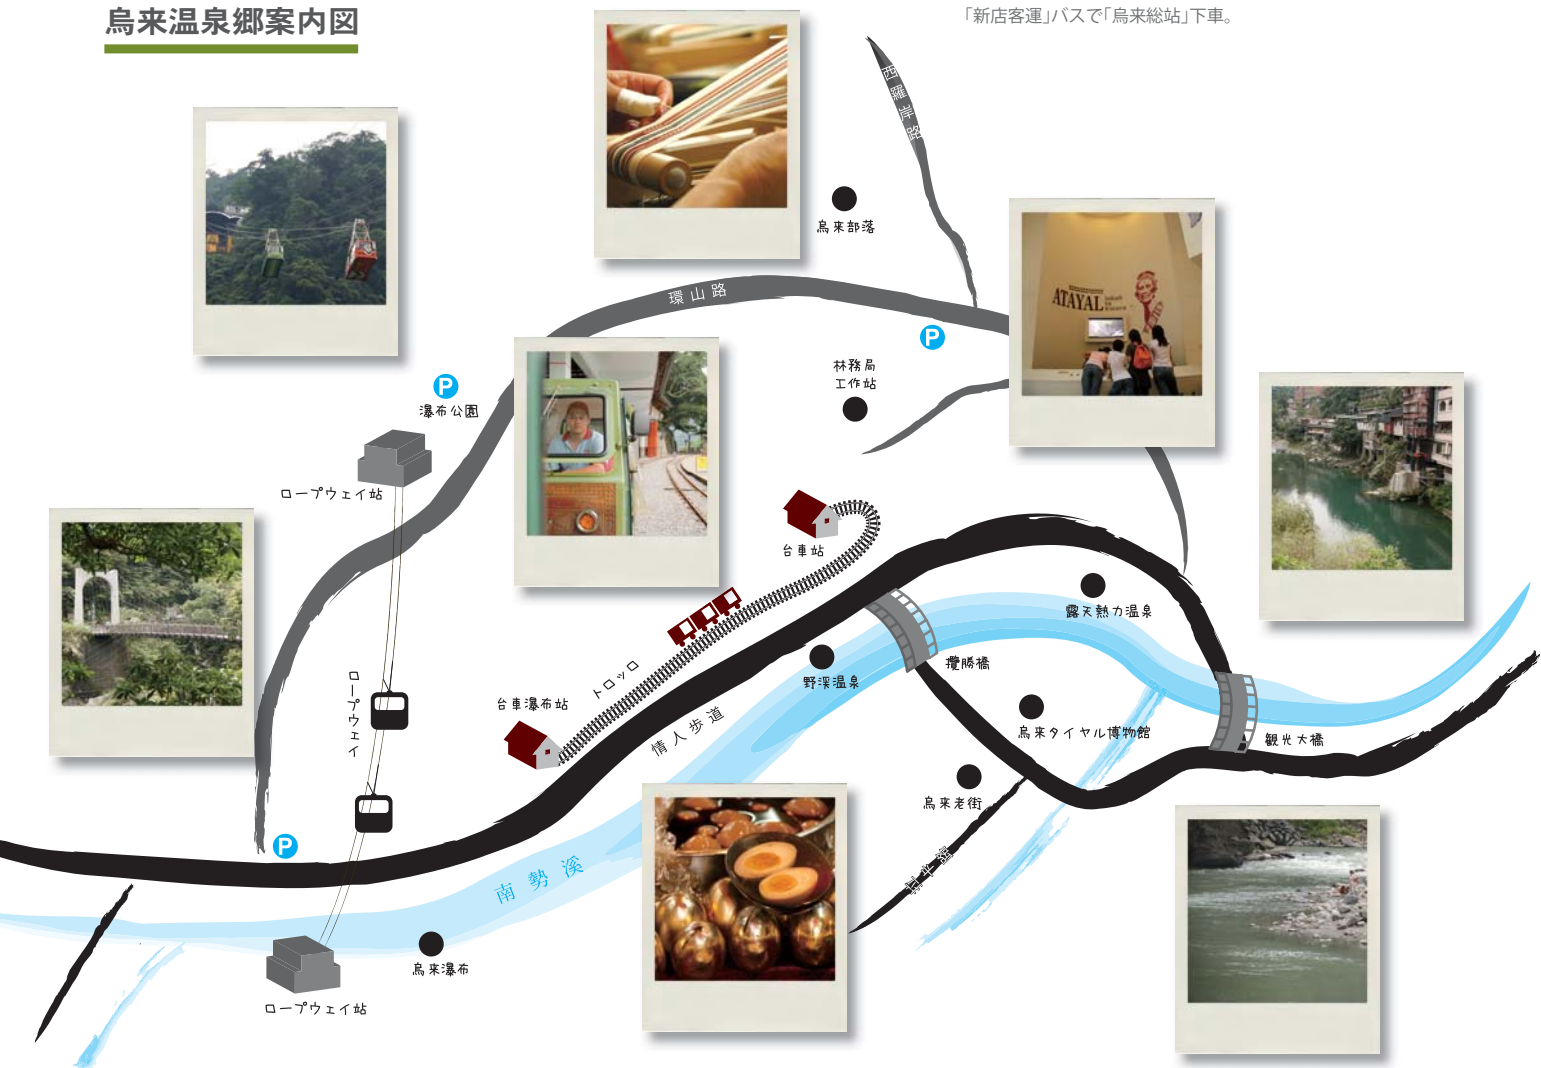 烏来温泉郷案内図
「新店客運」バスで「烏来総站」下車。
西羅岸路
烏来部落
環山路
ATAYAL
P
林務局
工作站
P
瀑布公園
ロープウェイ站
台車站
露天熱力温泉
攬勝橋
野渓温泉
トロッコ
ロープウェイ
台車瀑布站
情人歩道
烏来タイヤル博物館
観光大橋
烏来老街
P
南勢溪
烏来瀑布
ロープウェイ站